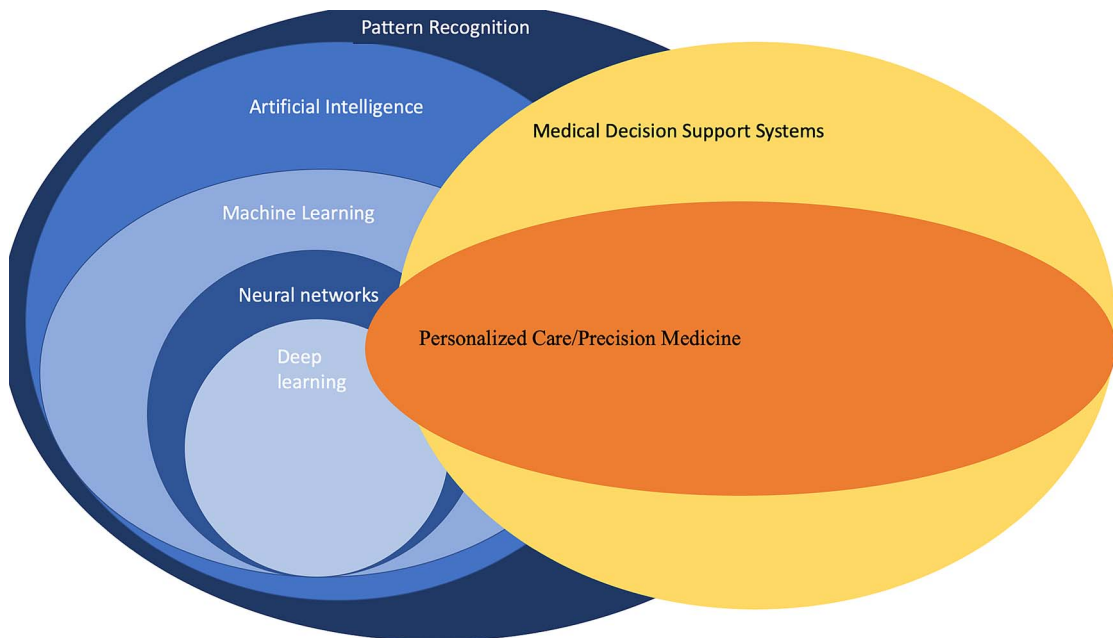 Pattern Recognition
Artificial Intelligence
Medical Decision Support Systems
Machine Learning
Neural networks
Personalized Care/Precision Medicine
Deep
learning